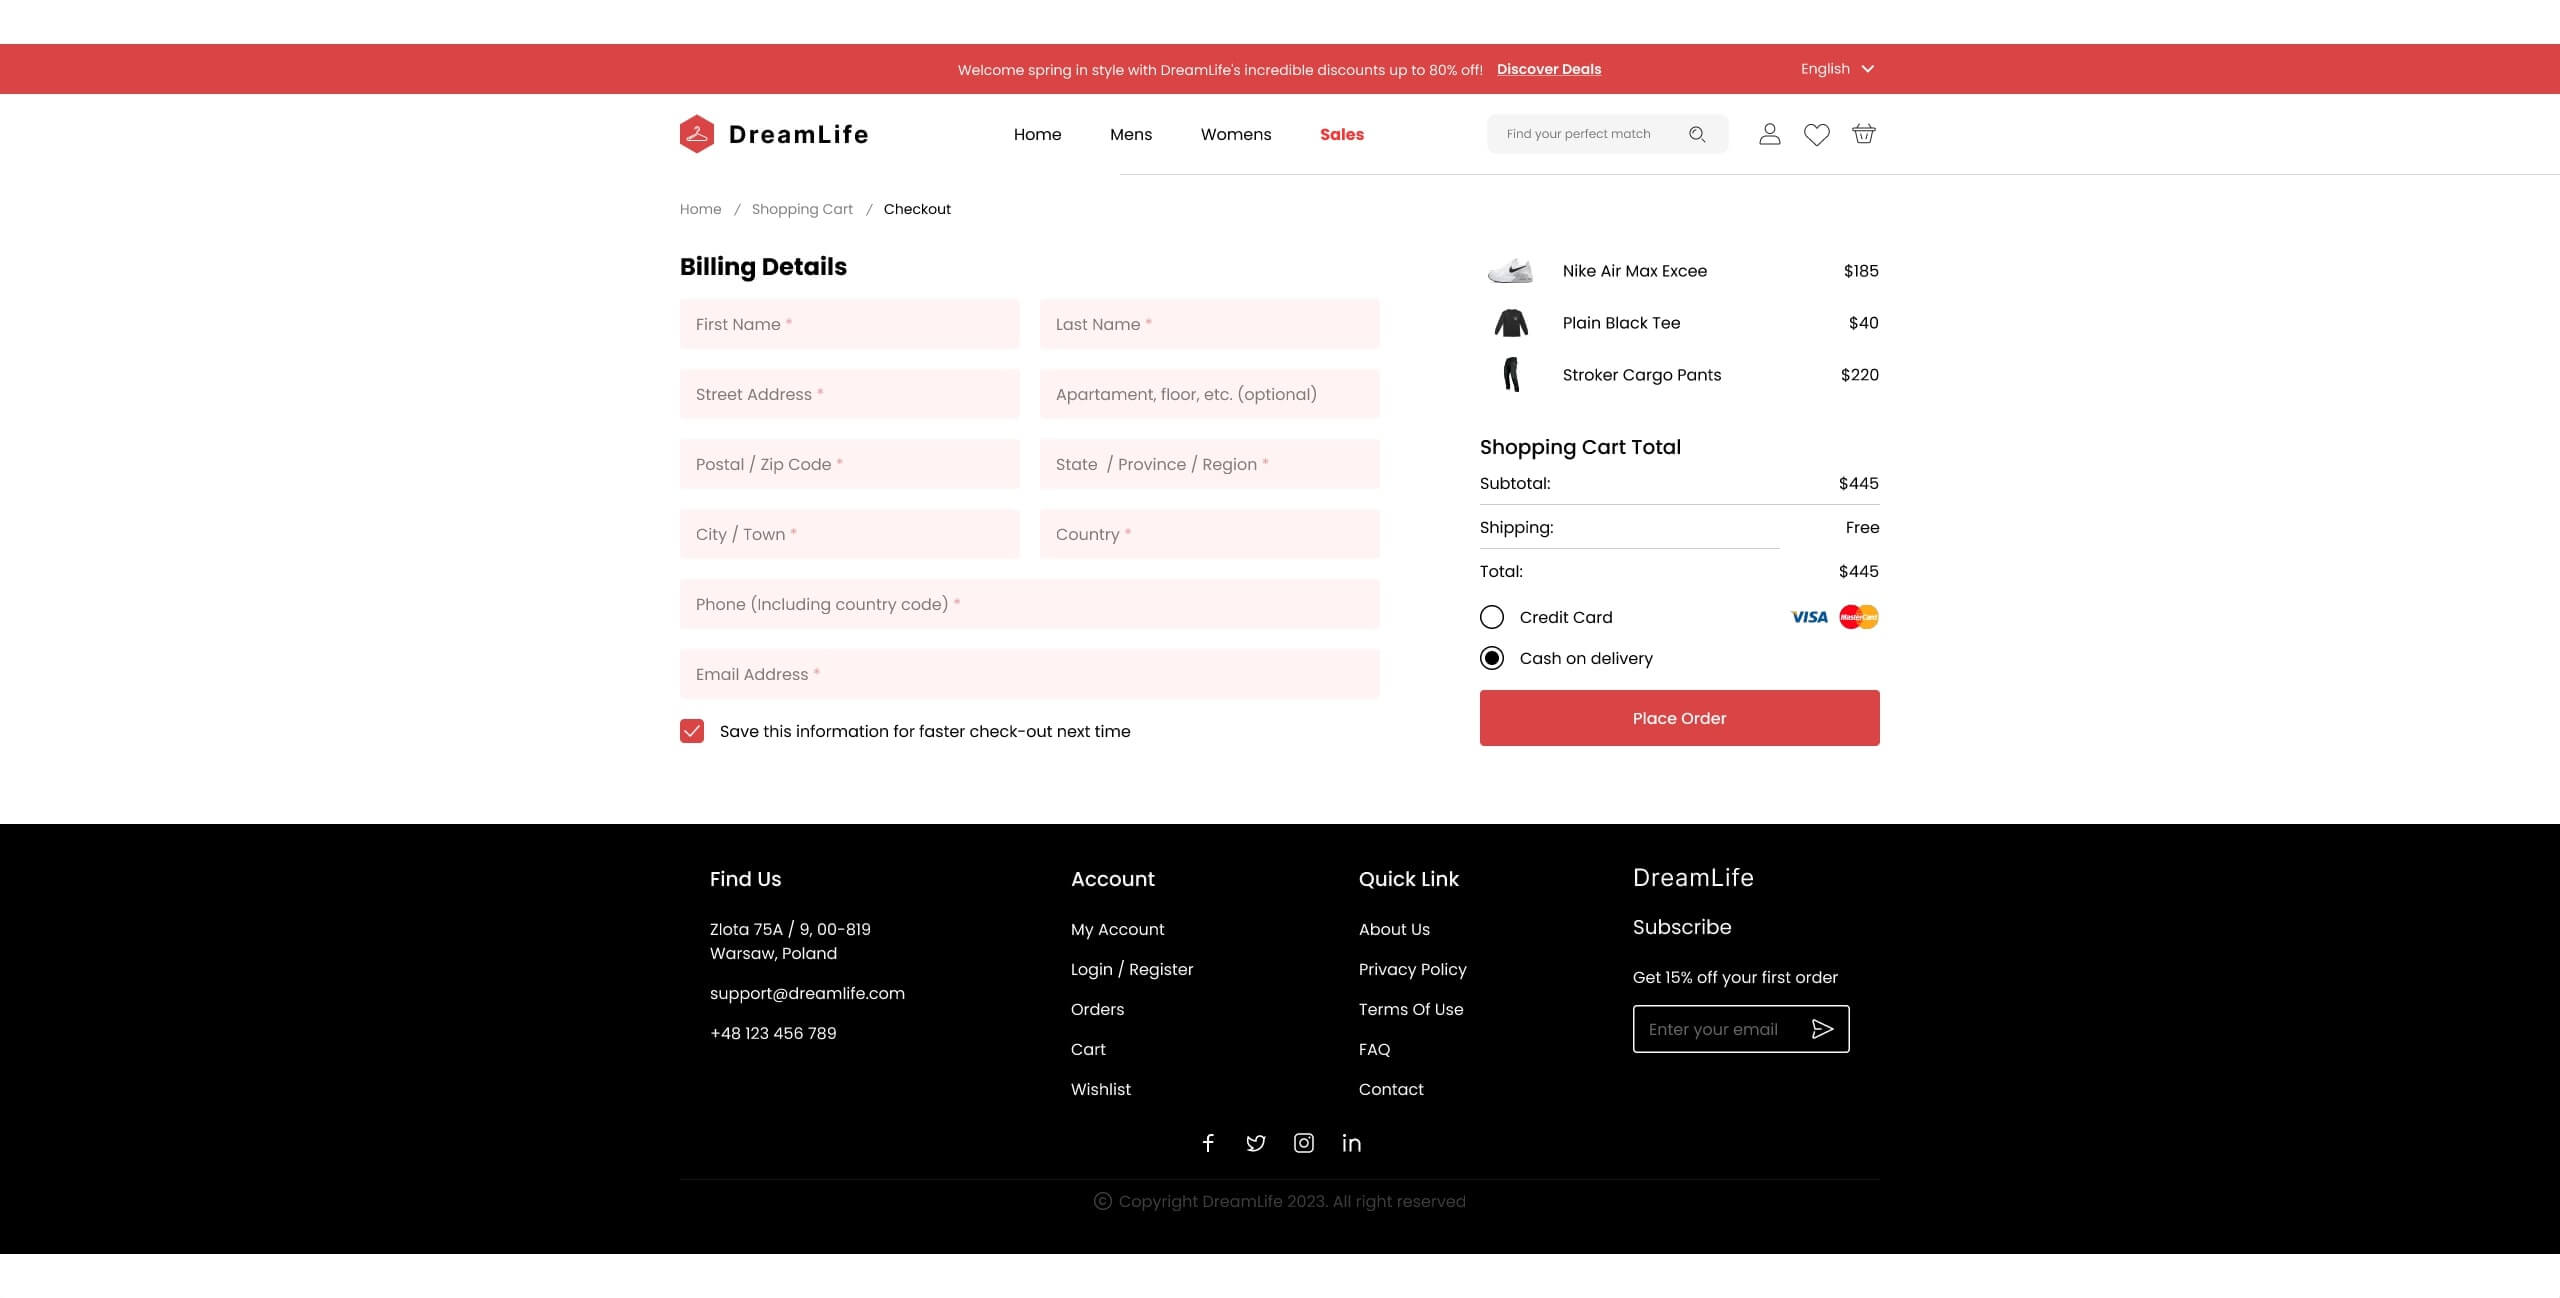 Welcome spring in style with DreamLife's incredible discounts up to 80% off! Discover Deals English
DreamLife Home Mens Womens Sales Find your perfect match
Home / Shopping Cart / Checkout
Billing Details
First Name * Last Name *
Street Address * Apartament, floor, etc. (optional)
Postal / Zip Code * State / Province / Region *
City / Town * Country *
Phone (Including country code) *
Email Address *
Save this information for faster check-out next time
Nike Air Max Excee $185
Plain Black Tee $40
Stroker Cargo Pants $220
Shopping Cart Total
Subtotal: $445
Shipping: Free
Total: $445
Credit Card VISA MasterCard
Cash on delivery
Place Order
Find Us
Zlota 75A / 9, 00-819
Warsaw, Poland
support@dreamlife.com
+48 123 456 789
Account
My Account
Login / Register
Orders
Cart
Wishlist
Quick Link
About Us
Privacy Policy
Terms Of Use
FAQ
Contact
DreamLife
Subscribe
Get 15% off your first order
Enter your email
© Copyright DreamLife 2023. All right reserved